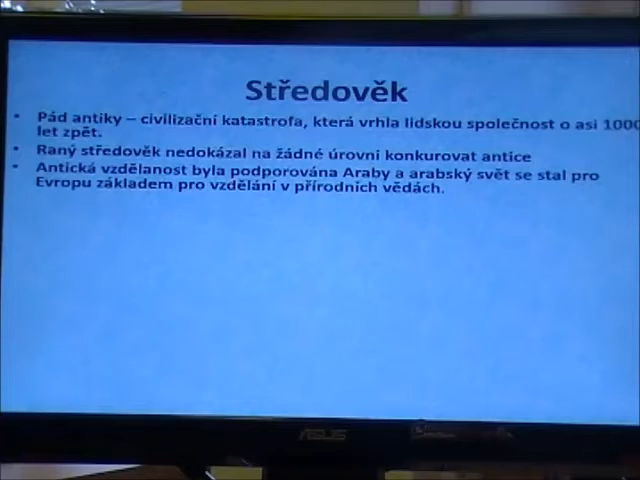 Středověk
• Pád antiky – civilizační katastrofa, která vrhla lidskou společnost o asi 1000
let zpět.
• Raný středověk nedokázal na žádné úrovni konkurovat antice
• Antická vzdělanost byla podporována Araby a arabský svět se stal pro
Evropu základem pro vzdělání v přírodních vědách.
ASUS